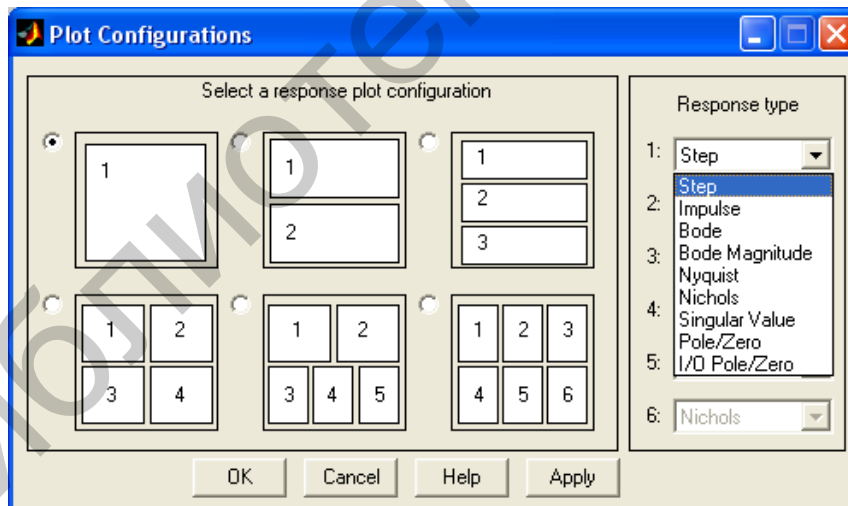 Plot Configurations
Select a response plot configuration
1
1
2
1
2
3
1 2
3 4
1 2
3 4 5
1 2 3
4 5 6
Response type
1: Step
Step
Impulse
Bode
Bode Magnitude
Nyquist
Nichols
Singular Value
Pole/Zero
I/O Pole/Zero
2:
3:
4:
5:
6: Nichols
OK Cancel Help Apply